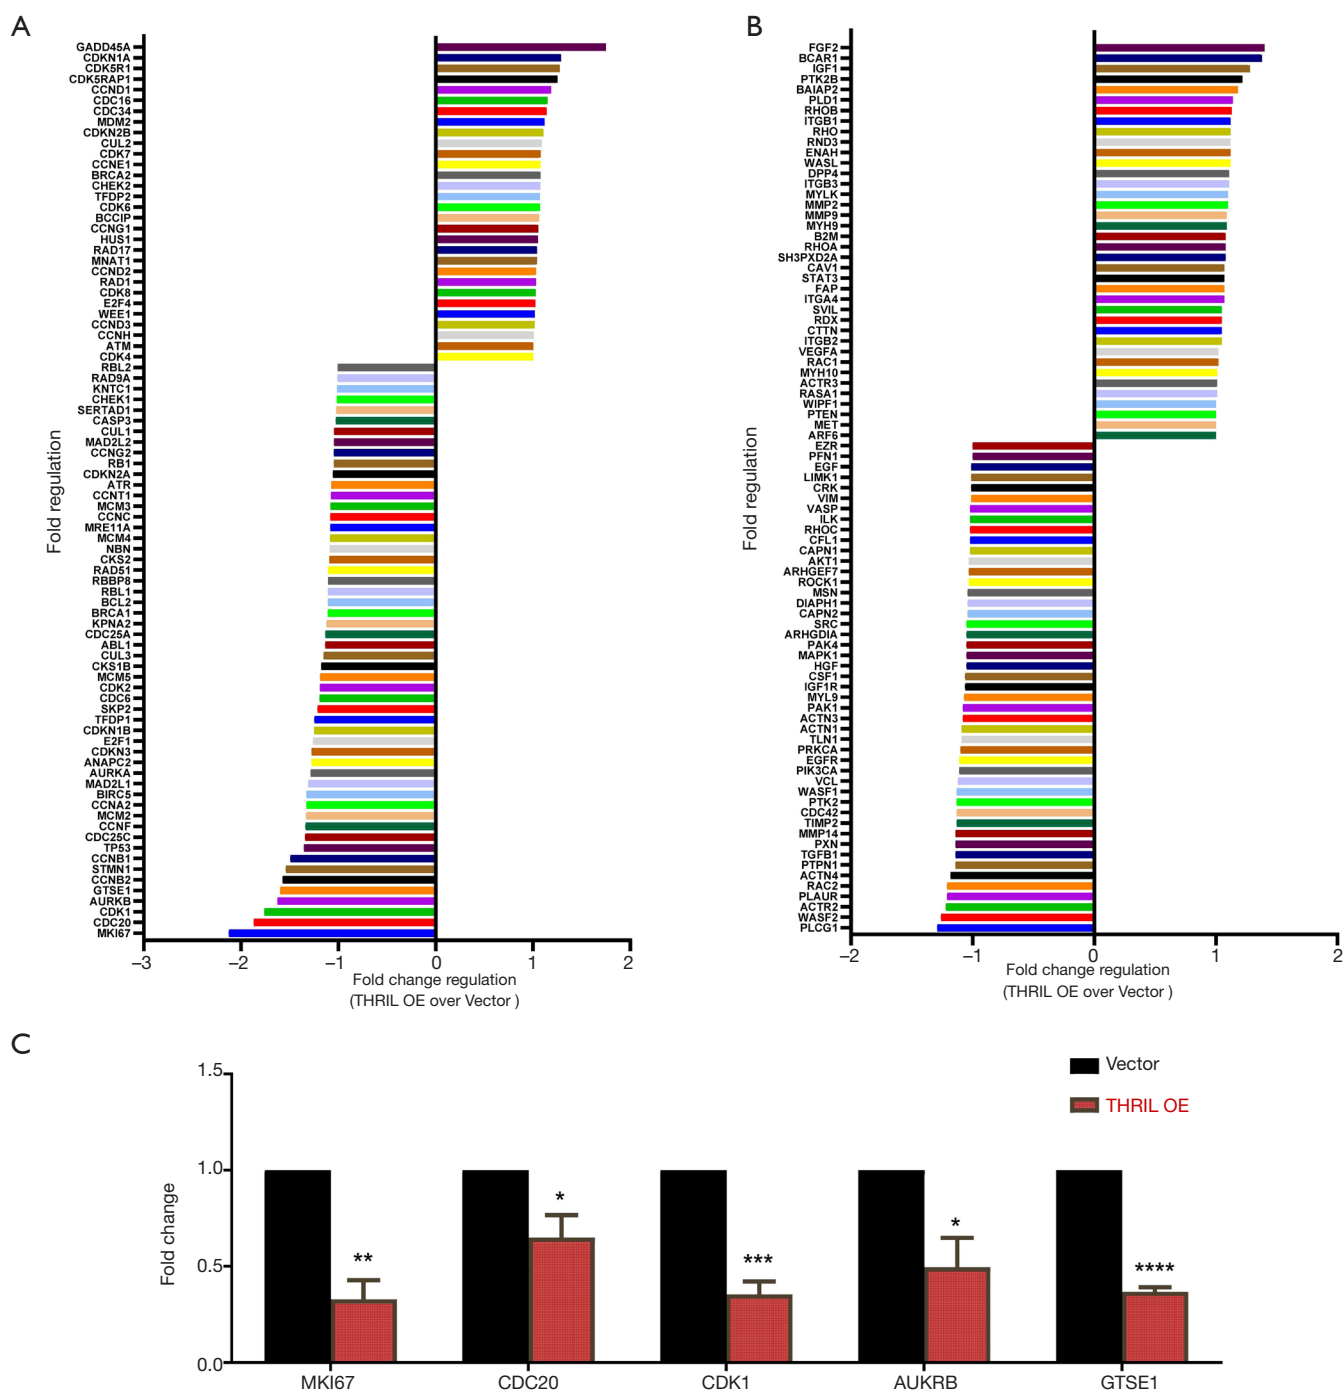 A
GADD45A
CDKN1A
CDK5R1
CDK5RAP1
CCND1
CDC16
CDC34
MDM2
CDKN2B
CUL2
CDK7
CCNE1
BRCA2
CHEK2
TFDP2
CDK6
BCCIP
CCNG1
HUS1
RAD17
MNAT1
CCND2
RAD1
CDK8
E2F4
WEE1
CCND3
CCNH
ATM
CDK4
RBL2
RAD9A
KNTC1
CHEK1
SERTAD1
CASP3
CUL1
MAD2L2
CCNG2
RB1
CDKN2A
ATR
CCNT1
MCM3
CCNC
MRE11A
MCM4
NBN
CKS2
RAD51
RBBP8
RBL1
BCL2
BRCA1
KPNA2
CDC25A
ABL1
CUL3
CKS1B
MCM5
CDK2
CDC6
SKP2
TFDP1
CDKN1B
E2F1
CDKN3
ANAPC2
AURKA
MAD2L1
BIRC5
CCNA2
MCM2
CCNF
CDC25C
TP53
CCNB1
STMN1
CCNB2
GTSE1
AURKB
CDK1
CDC20
MKI67
Fold regulation
–3 –2 –1 0 1 2
Fold change regulation
(THRIL OE over Vector )
B
FGF2
BCAR1
IGF1
PTK2B
BAIAP2
PLD1
RHOB
ITGB1
RHO
RND3
ENAH
WASL
DPP4
ITGB3
MYLK
MMP2
MMP9
MYH9
B2M
RHOA
SH3PXD2A
CAV1
STAT3
FAP
ITGA4
SVIL
RDX
CTTN
ITGB2
VEGFA
RAC1
MYH10
ACTR3
RASA1
WIPF1
PTEN
MET
ARF6
EZR
PFN1
EGF
LIMK1
CRK
VIM
VASP
ILK
RHOC
CFL1
CAPN1
AKT1
ARHGEF7
ROCK1
MSN
DIAPH1
CAPN2
SRC
ARHGDIA
PAK4
MAPK1
HGF
CSF1
IGF1R
MYL9
PAK1
ACTN3
ACTN1
TLN1
PRKCA
EGFR
PIK3CA
VCL
WASF1
PTK2
CDC42
TIMP2
MMP14
PXN
TGFB1
PTPN1
ACTN4
RAC2
PLAUR
ACTR2
WASF2
PLCG1
Fold regulation
–2 –1 0 1 2
Fold change regulation
(THRIL OE over Vector )
C
Vector
THRIL OE
1.5
1.0
0.5
0.0
Fold change
** * *** * ****
MKI67 CDC20 CDK1 AUKRB GTSE1